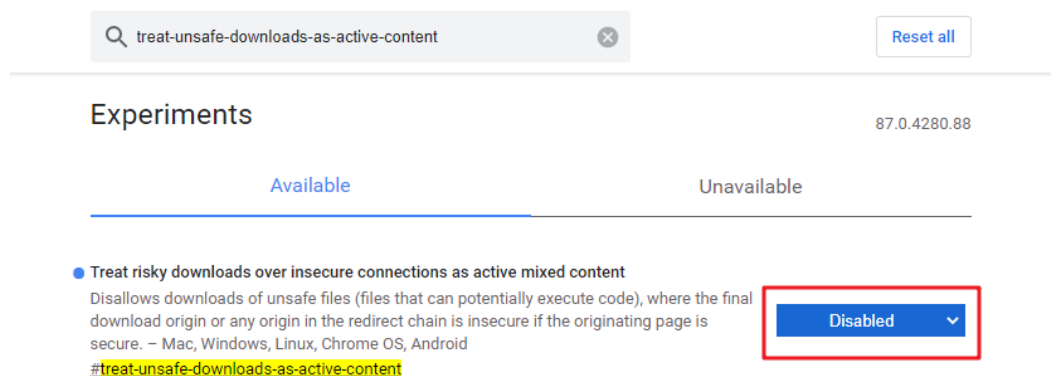 treat-unsafe-downloads-as-active-content
Reset all
Experiments
87.0.4280.88
Available
Unavailable
Treat risky downloads over insecure connections as active mixed content
Disallows downloads of unsafe files (files that can potentially execute code), where the final
download origin or any origin in the redirect chain is insecure if the originating page is
secure. – Mac, Windows, Linux, Chrome OS, Android
#treat-unsafe-downloads-as-active-content
Disabled